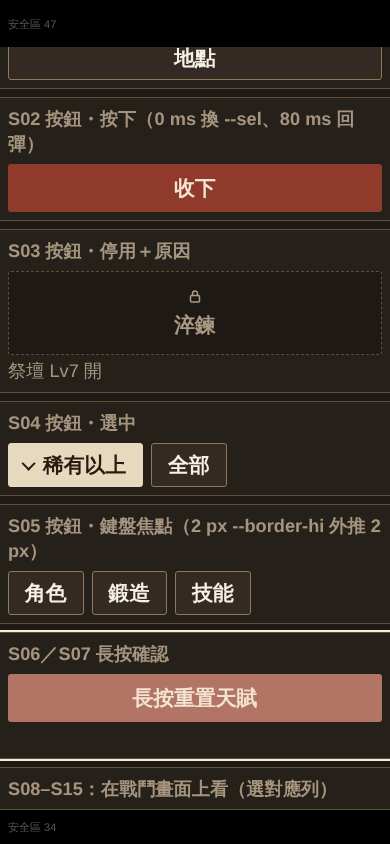 安全區 47
地點
S02 按鈕・按下（0 ms 換 --sel、80 ms 回
彈）
收下
S03 按鈕・停用＋原因
淬鍊
祭壇 Lv7 開
S04 按鈕・選中
稀有以上
全部
S05 按鈕・鍵盤焦點（2 px --border-hi 外推 2
px）
角色
鍛造
技能
S06／S07 長按確認
長按重置天賦
S08–S15：在戰鬥畫面上看（選對應列）
安全區 34